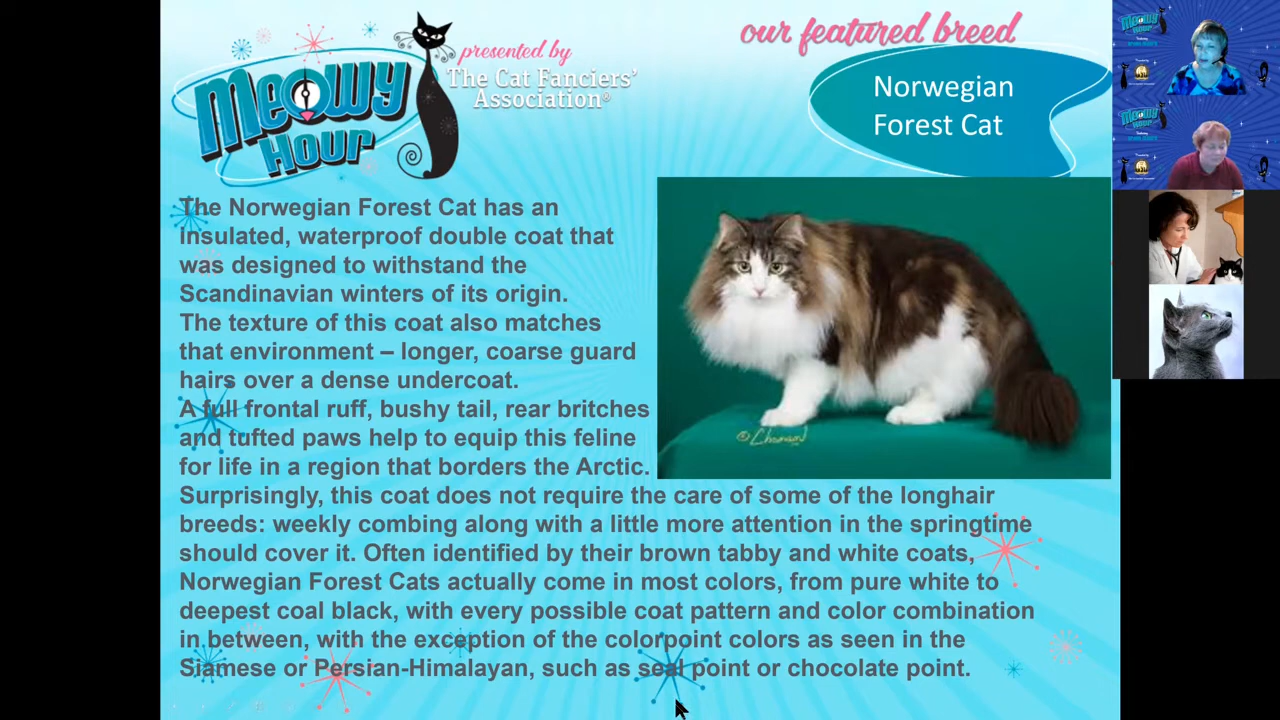 Meowy
Hour
presented by
The Cat Fanciers'
Association®
our featured breed
Norwegian
Forest Cat
The Norwegian Forest Cat has an
insulated, waterproof double coat that
was designed to withstand the
Scandinavian winters of its origin.
The texture of this coat also matches
that environment – longer, coarse guard
hairs over a dense undercoat.
A full frontal ruff, bushy tail, rear britches
and tufted paws help to equip this feline
for life in a region that borders the Arctic.
Surprisingly, this coat does not require the care of some of the longhair
breeds: weekly combing along with a little more attention in the springtime
should cover it. Often identified by their brown tabby and white coats,
Norwegian Forest Cats actually come in most colors, from pure white to
deepest coal black, with every possible coat pattern and color combination
in between, with the exception of the colorpoint colors as seen in the
Siamese or Persian-Himalayan, such as seal point or chocolate point.